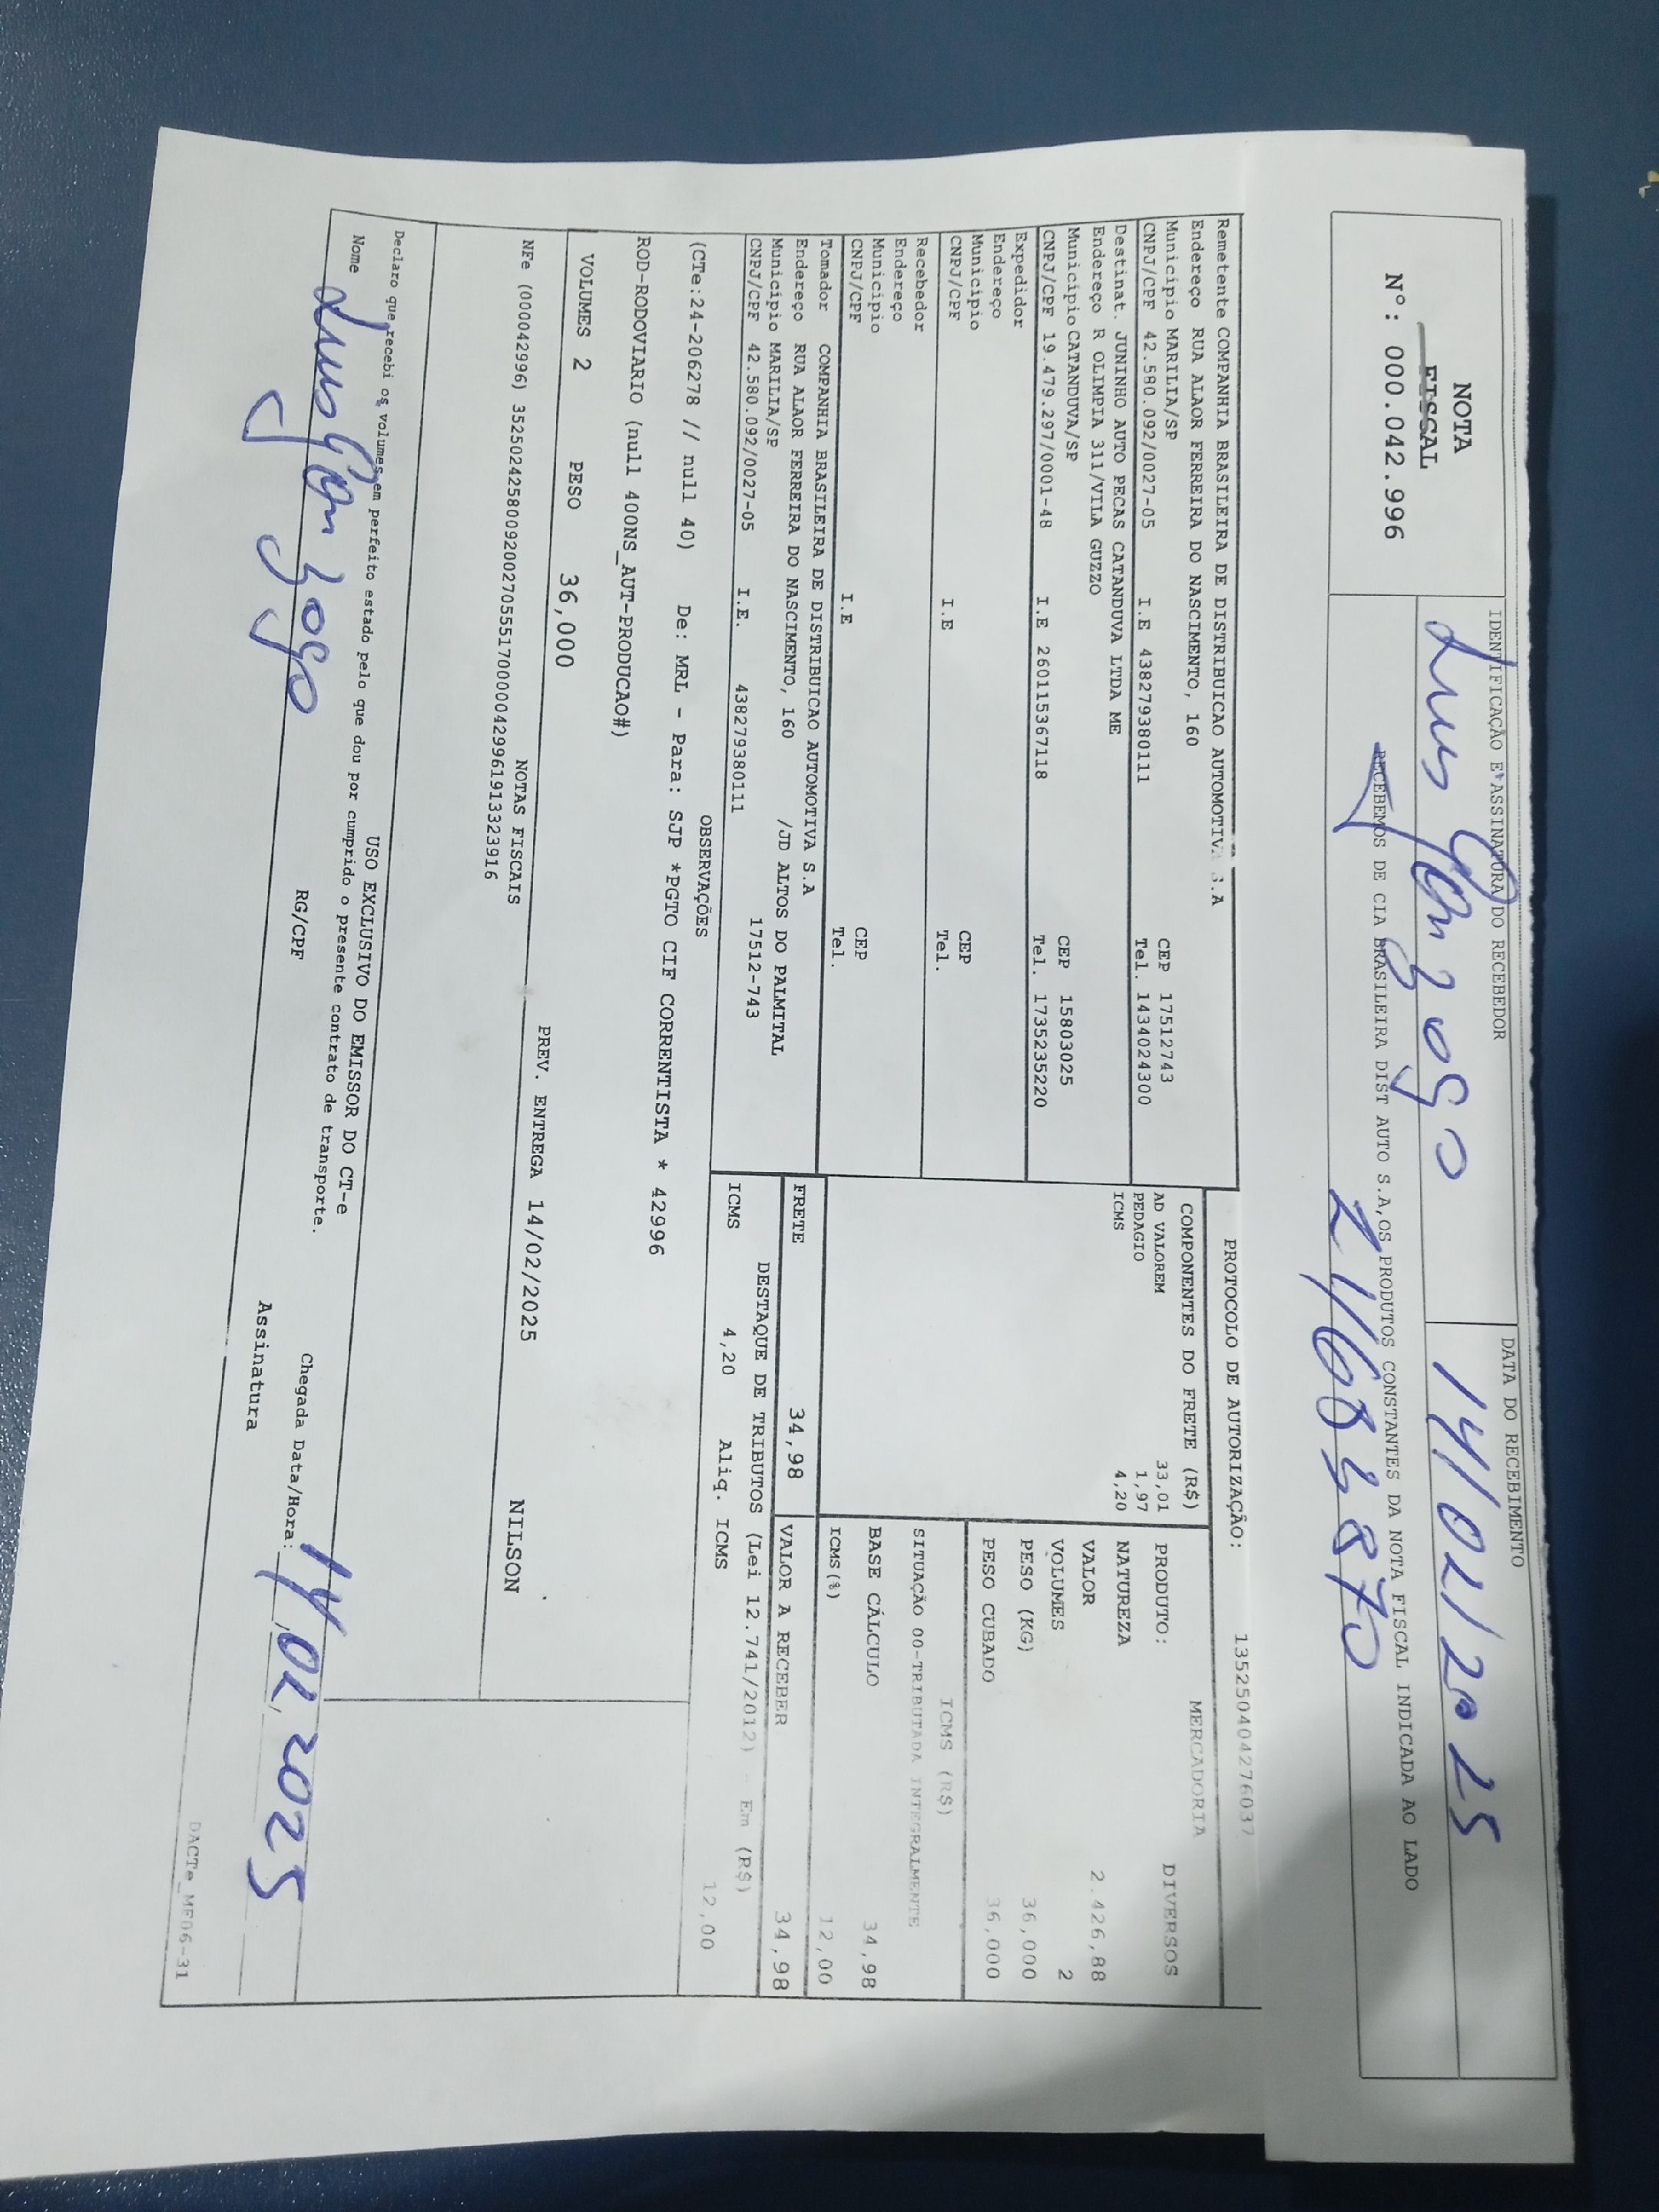 NOTA
FISCAL
Nº: 000.042.996
IDENTIFICAÇÃO E ASSINATURA DO RECEBEDOR
DATA DO RECEBIMENTO
14/02/2025
RECEBEMOS DE CIA BRASILEIRA DIST AUTO S.A,OS PRODUTOS CONSTANTES DA NOTA FISCAL INDICADA AO LADO
PROTOCOLO DE AUTORIZAÇÃO: 135250404276037
Remetente COMPANHIA BRASILEIRA DE DISTRIBUICAO AUTOMOTIVA S.A
Endereço RUA ALAOR FERREIRA DO NASCIMENTO, 160
Município MARILIA/SP CEP 17512743
CNPJ/CPF 42.580.092/0027-05 I.E 438279380111 Tel. 1434024300
Destinat. JUNINHO AUTO PECAS CATANDUVA LTDA ME
Endereço R OLIMPIA 311/VILA GUZZO
Município CATANDUVA/SP CEP 15803025
CNPJ/CPF 19.479.297/0001-48 I.E 260115367118 Tel. 1735235220
Expedidor
Endereço
Município CEP
CNPJ/CPF I.E Tel.
Recebedor
Endereço
Município CEP
CNPJ/CPF I.E Tel.
Tomador COMPANHIA BRASILEIRA DE DISTRIBUICAO AUTOMOTIVA S.A
Endereço RUA ALAOR FERREIRA DO NASCIMENTO, 160 /JD ALTOS DO PALMITAL
Município MARILIA/SP 17512-743
CNPJ/CPF 42.580.092/0027-05 I.E. 438279380111
COMPONENTES DO FRETE (R$)
AD VALOREM 33,01
PEDAGIO 1,97
ICMS 4,20
MERCADORIA
PRODUTO: DIVERSOS
NATUREZA
VALOR 2.426,88
VOLUMES 2
PESO (KG) 36,000
PESO CUBADO 36,000
ICMS (R$)
SITUAÇÃO 00-TRIBUTADA INTEGRALMENTE
BASE CÁLCULO 34,98
ICMS(%) 12,00
FRETE 34,98 VALOR A RECEBER 34,98
DESTAQUE DE TRIBUTOS (Lei 12.741/2012) - Em (R$)
ICMS 4,20 Aliq. ICMS 12,00
OBSERVAÇÕES
(CTe:24-206278 // null 40) De: MRL - Para: SJP *PGTO CIF CORRENTISTA * 42996
ROD-RODOVIARIO (null 400NS_AUT-PRODUCAO#)
VOLUMES 2 PESO 36,000 PREV. ENTREGA 14/02/2025 NILSON
NOTAS FISCAIS
NFe (000042996) 35250242580092002705551700000429961913323916
USO EXCLUSIVO DO EMISSOR DO CT-e
Declaro que recebi os volumes em perfeito estado pelo que dou por cumprido o presente contrato de transporte.
Nome RG/CPF Chegada Data/Hora: 14/02/2025
Assinatura
DACTe_MF06-31